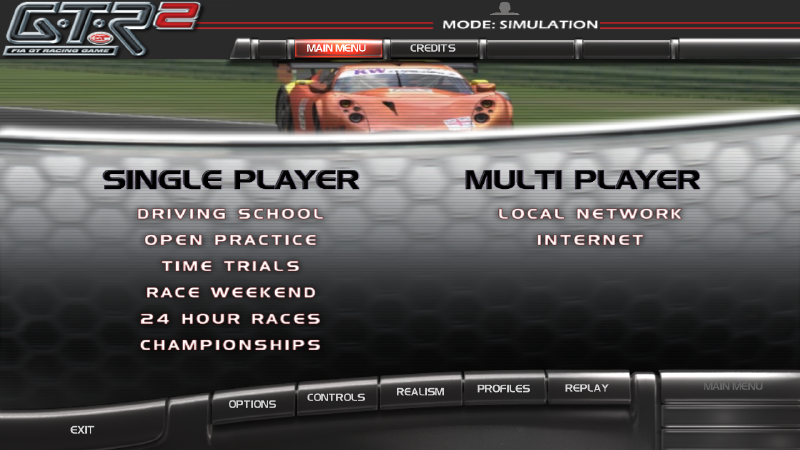 GTR2
FIA GT RACING GAME
MODE: SIMULATION
MAIN MENU
CREDITS
KW
SINGLE PLAYER
DRIVING SCHOOL
OPEN PRACTICE
TIME TRIALS
RACE WEEKEND
24 HOUR RACES
CHAMPIONSHIPS
MULTI PLAYER
LOCAL NETWORK
INTERNET
EXIT
OPTIONS
CONTROLS
REALISM
PROFILES
REPLAY
MAIN MENU